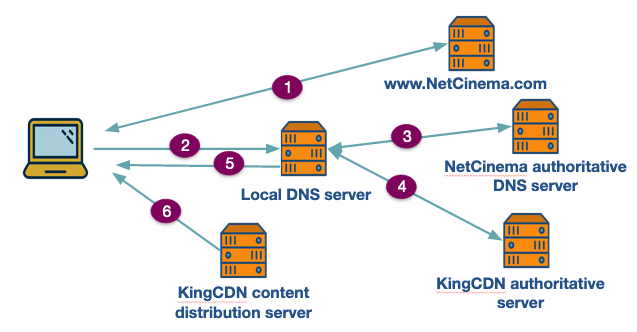 1
www.NetCinema.com
2
3
5
NetCinema authoritative
DNS server
Local DNS server
4
6
KingCDN content
distribution server
KingCDN authoritative
server